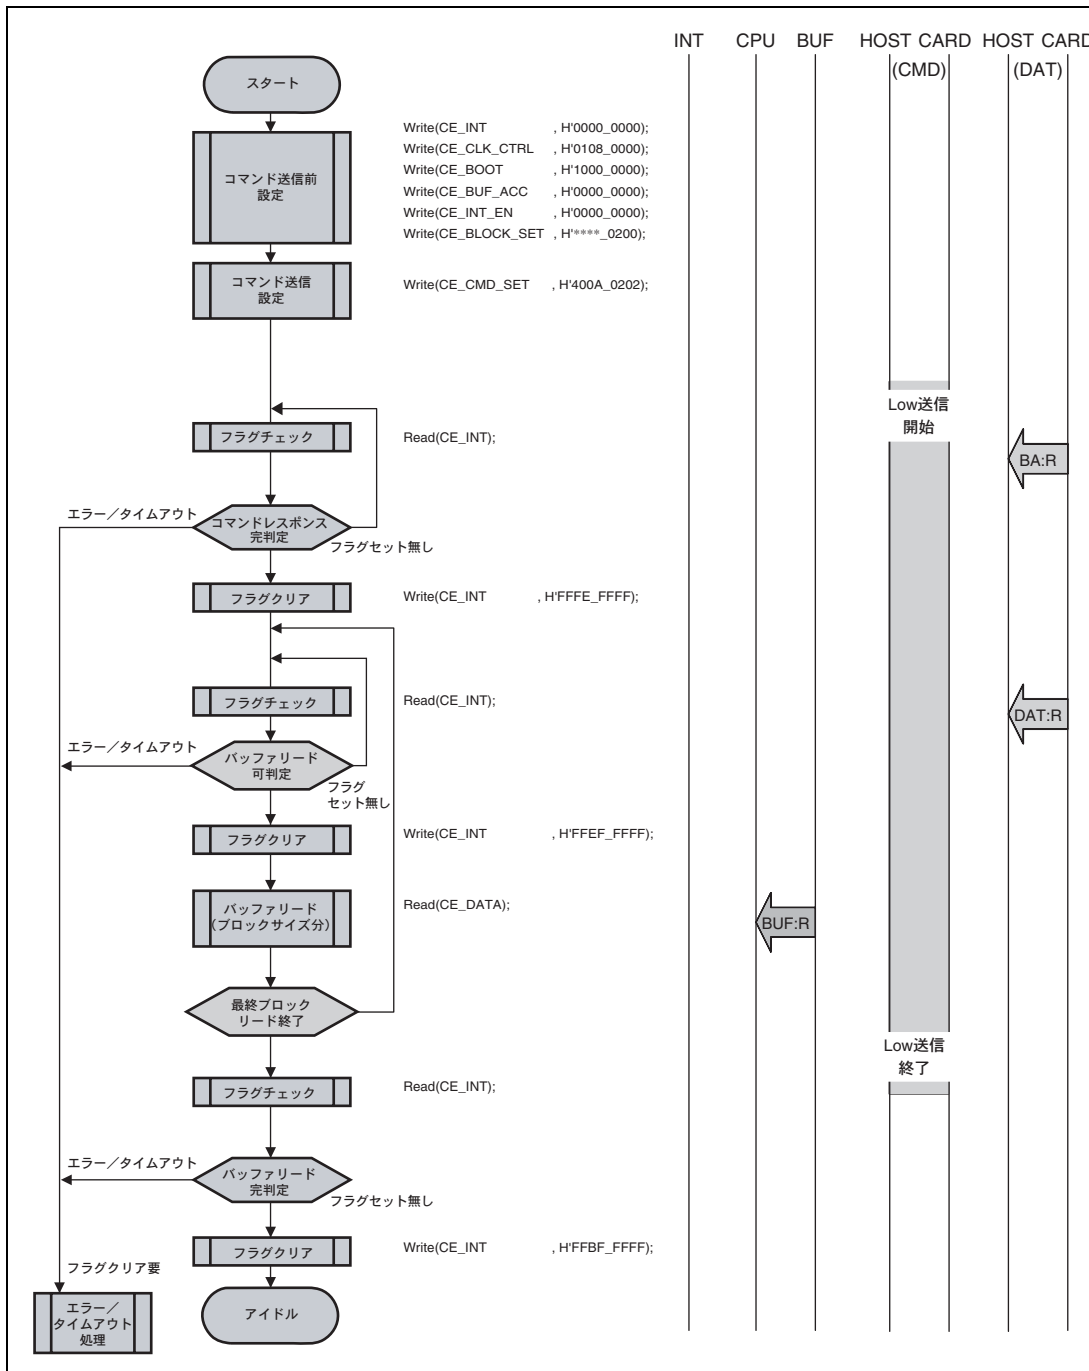 INT CPU BUF HOST CARD HOST CARD
(CMD) (DAT)
スタート
コマンド送信前
設定
Write(CE_INT , H'0000_0000);
Write(CE_CLK_CTRL , H'0108_0000);
Write(CE_BOOT , H'1000_0000);
Write(CE_BUF_ACC , H'0000_0000);
Write(CE_INT_EN , H'0000_0000);
Write(CE_BLOCK_SET , H'****_0200);
コマンド送信
設定
Write(CE_CMD_SET , H'400A_0202);
Low送信
開始
フラグチェック
Read(CE_INT);
BA:R
エラー／タイムアウト
コマンドレスポンス
完判定
フラグセット無し
フラグクリア
Write(CE_INT , H'FFFE_FFFF);
フラグチェック
Read(CE_INT);
DAT:R
エラー／タイムアウト
バッファリード
可判定
フラグ
セット無し
フラグクリア
Write(CE_INT , H'FFEF_FFFF);
バッファリード
（ブロックサイズ分）
Read(CE_DATA);
BUF:R
最終ブロック
リード終了
Low送信
終了
フラグチェック
Read(CE_INT);
エラー／タイムアウト
バッファリード
完判定
フラグセット無し
フラグクリア
Write(CE_INT , H'FFBF_FFFF);
フラグクリア要
エラー／
タイムアウト
処理
アイドル